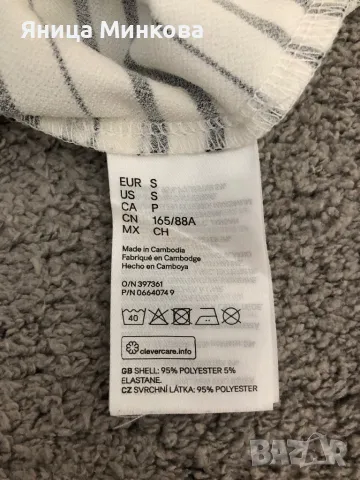 Яница Минкова
EUR S
US S
CA P
CN 165/88A
MX CH
Made in Cambodia
Fabriqué en Cambodge
Hecho en Camboya
O/N 397361
P/N 0664074 9
40
clevercare.info
GB SHELL: 95% POLYESTER 5%
ELASTANE.
CZ SVRCHNÍ LÁTKA: 95% POLYESTER
BAZAR